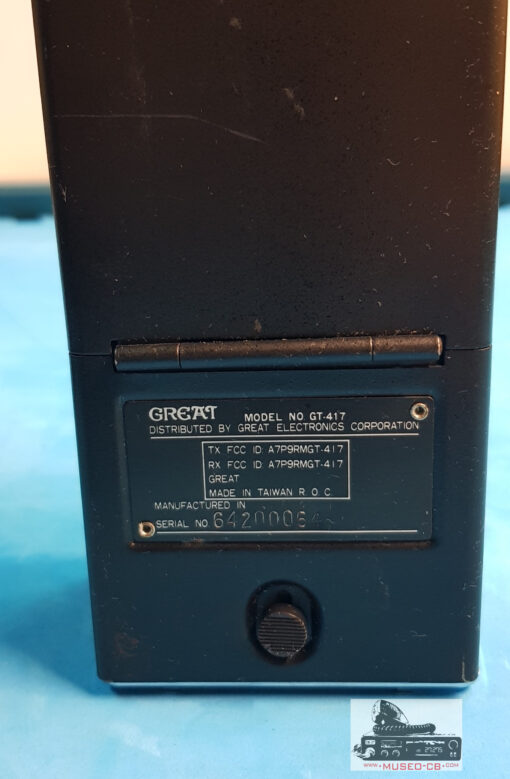 GREAT MODEL NO. GT-417
DISTRIBUTED BY GREAT ELECTRONICS CORPORATION
TX FCC ID: A7P9RMGT-417
RX FCC ID: A7P9RMGT-417
GREAT
MADE IN TAIWAN R O C
MANUFACTURED IN
SERIAL NO
WWW.MUSEO-CB.COM